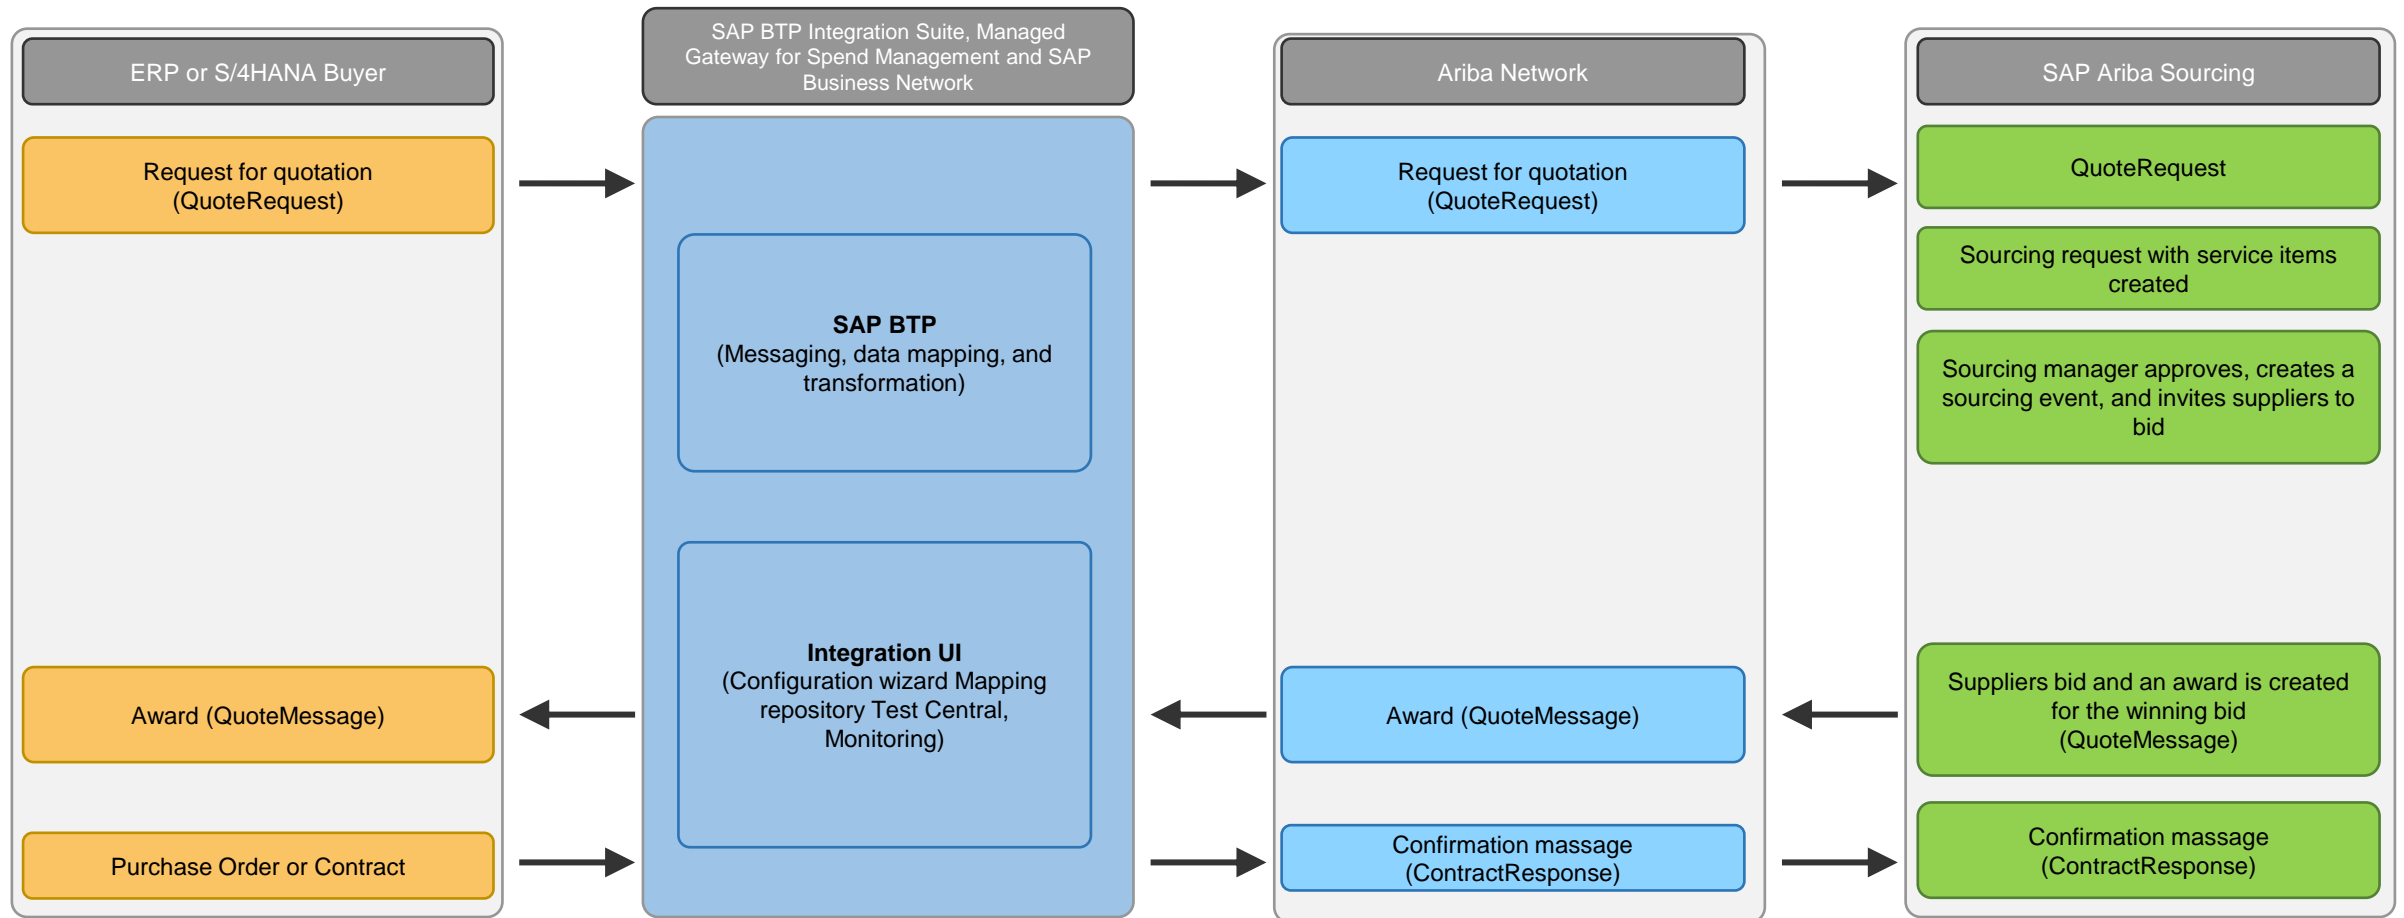 ERP or S/4HANA Buyer
SAP BTP Integration Suite, Managed
Gateway for Spend Management and SAP
Business Network
Ariba Network
SAP Ariba Sourcing
Request for quotation
(QuoteRequest)
Request for quotation
(QuoteRequest)
QuoteRequest
Sourcing request with service items
created
SAP BTP
(Messaging, data mapping, and
transformation)
Sourcing manager approves, creates a
sourcing event, and invites suppliers to
bid
Integration UI
(Configuration wizard Mapping
repository Test Central,
Monitoring)
Award (QuoteMessage)
Award (QuoteMessage)
Suppliers bid and an award is created
for the winning bid
(QuoteMessage)
Purchase Order or Contract
Confirmation massage
(ContractResponse)
Confirmation massage
(ContractResponse)